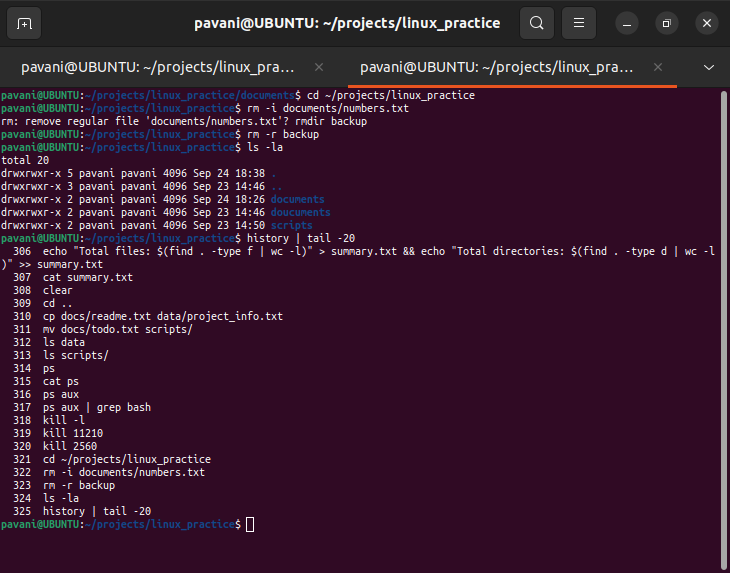 pavani@UBUNTU: ~/projects/linux_practice
pavani@UBUNTU: ~/projects/linux_pra...
pavani@UBUNTU: ~/projects/linux_pra...
pavani@UBUNTU:~/projects/linux_practice/documents$ cd ~/projects/linux_practice
pavani@UBUNTU:~/projects/linux_practice$ rm -i documents/numbers.txt
rm: remove regular file 'documents/numbers.txt'? rmdir backup
pavani@UBUNTU:~/projects/linux_practice$ rm -r backup
pavani@UBUNTU:~/projects/linux_practice$ ls -la
total 20
drwxrwxr-x 5 pavani pavani 4096 Sep 24 18:38 .
drwxrwxr-x 3 pavani pavani 4096 Sep 23 14:46 ..
drwxrwxr-x 2 pavani pavani 4096 Sep 24 18:26 documents
drwxrwxr-x 2 pavani pavani 4096 Sep 23 14:46 doucuments
drwxrwxr-x 2 pavani pavani 4096 Sep 23 14:50 scripts
pavani@UBUNTU:~/projects/linux_practice$ history | tail -20
306 echo "Total files: $(find . -type f | wc -l)" > summary.txt && echo "Total directories: $(find . -type d | wc -l
)" >> summary.txt
307 cat summary.txt
308 clear
309 cd ..
310 cp docs/readme.txt data/project_info.txt
311 mv docs/todo.txt scripts/
312 ls data
313 ls scripts/
314 ps
315 cat ps
316 ps aux
317 ps aux | grep bash
318 kill -l
319 kill 11210
320 kill 2560
321 cd ~/projects/linux_practice
322 rm -i documents/numbers.txt
323 rm -r backup
324 ls -la
325 history | tail -20
pavani@UBUNTU:~/projects/linux_practice$